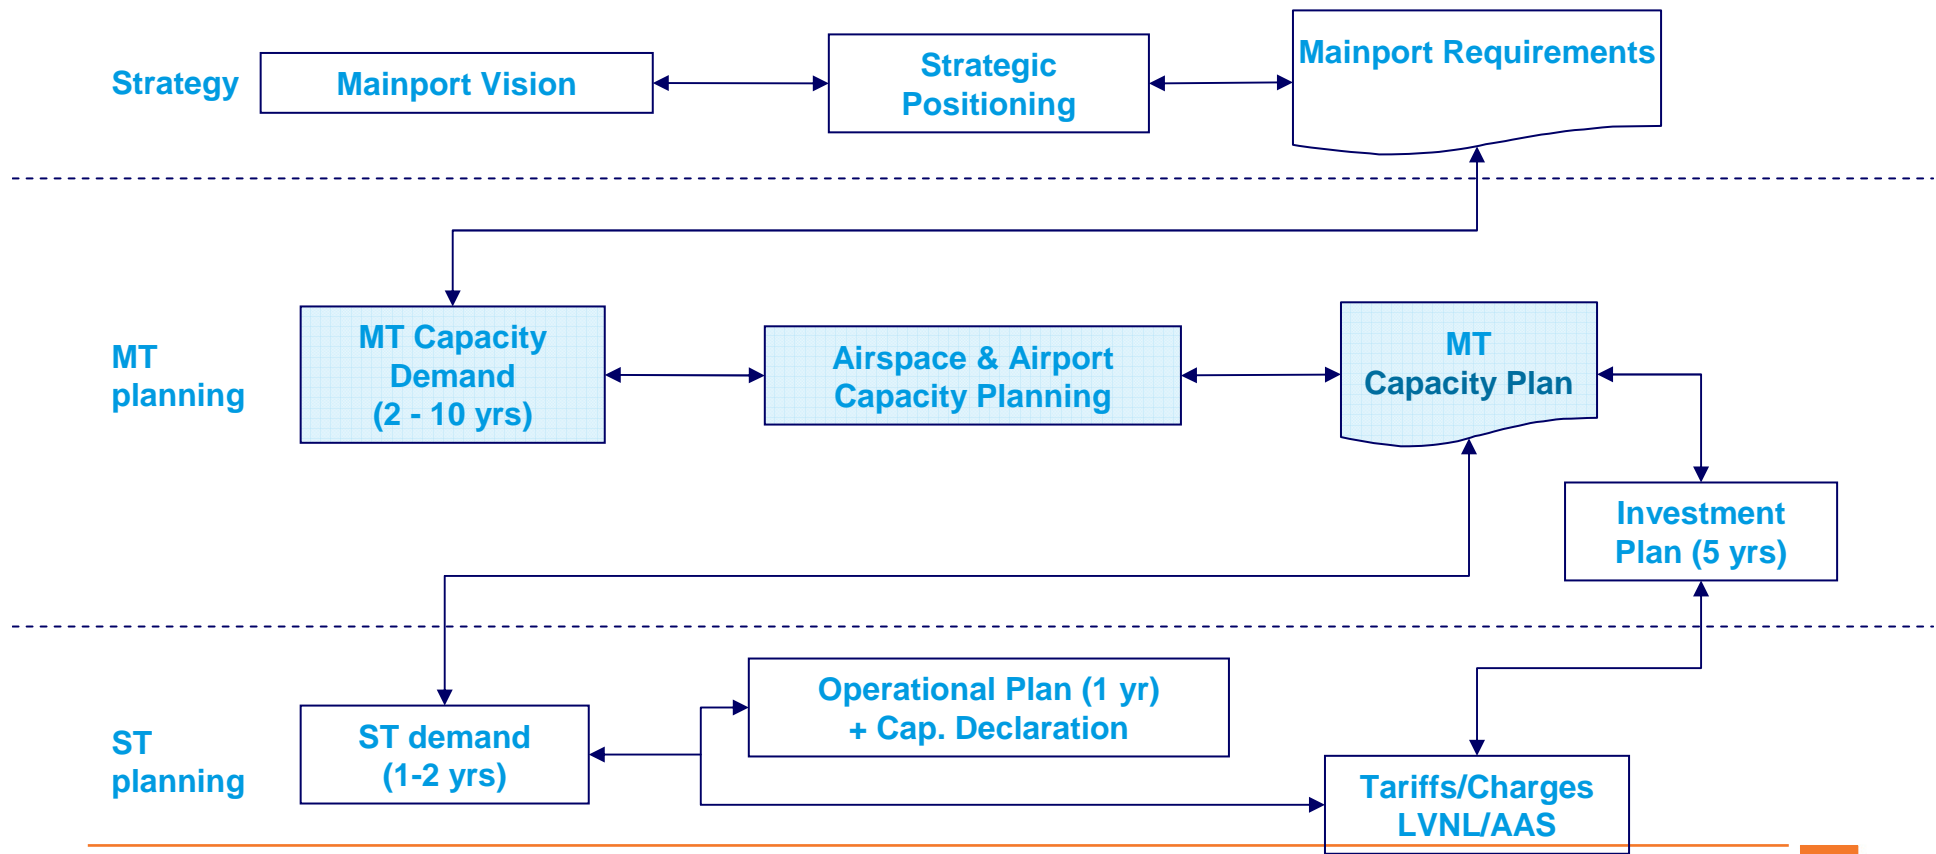 Strategy
Mainport Vision
Strategic
Positioning
Mainport Requirements
MT
planning
MT Capacity
Demand
(2 - 10 yrs)
Airspace & Airport
Capacity Planning
MT
Capacity Plan
Investment
Plan (5 yrs)
ST
planning
ST demand
(1-2 yrs)
Operational Plan (1 yr)
+ Cap. Declaration
Tariffs/Charges
LVNL/AAS